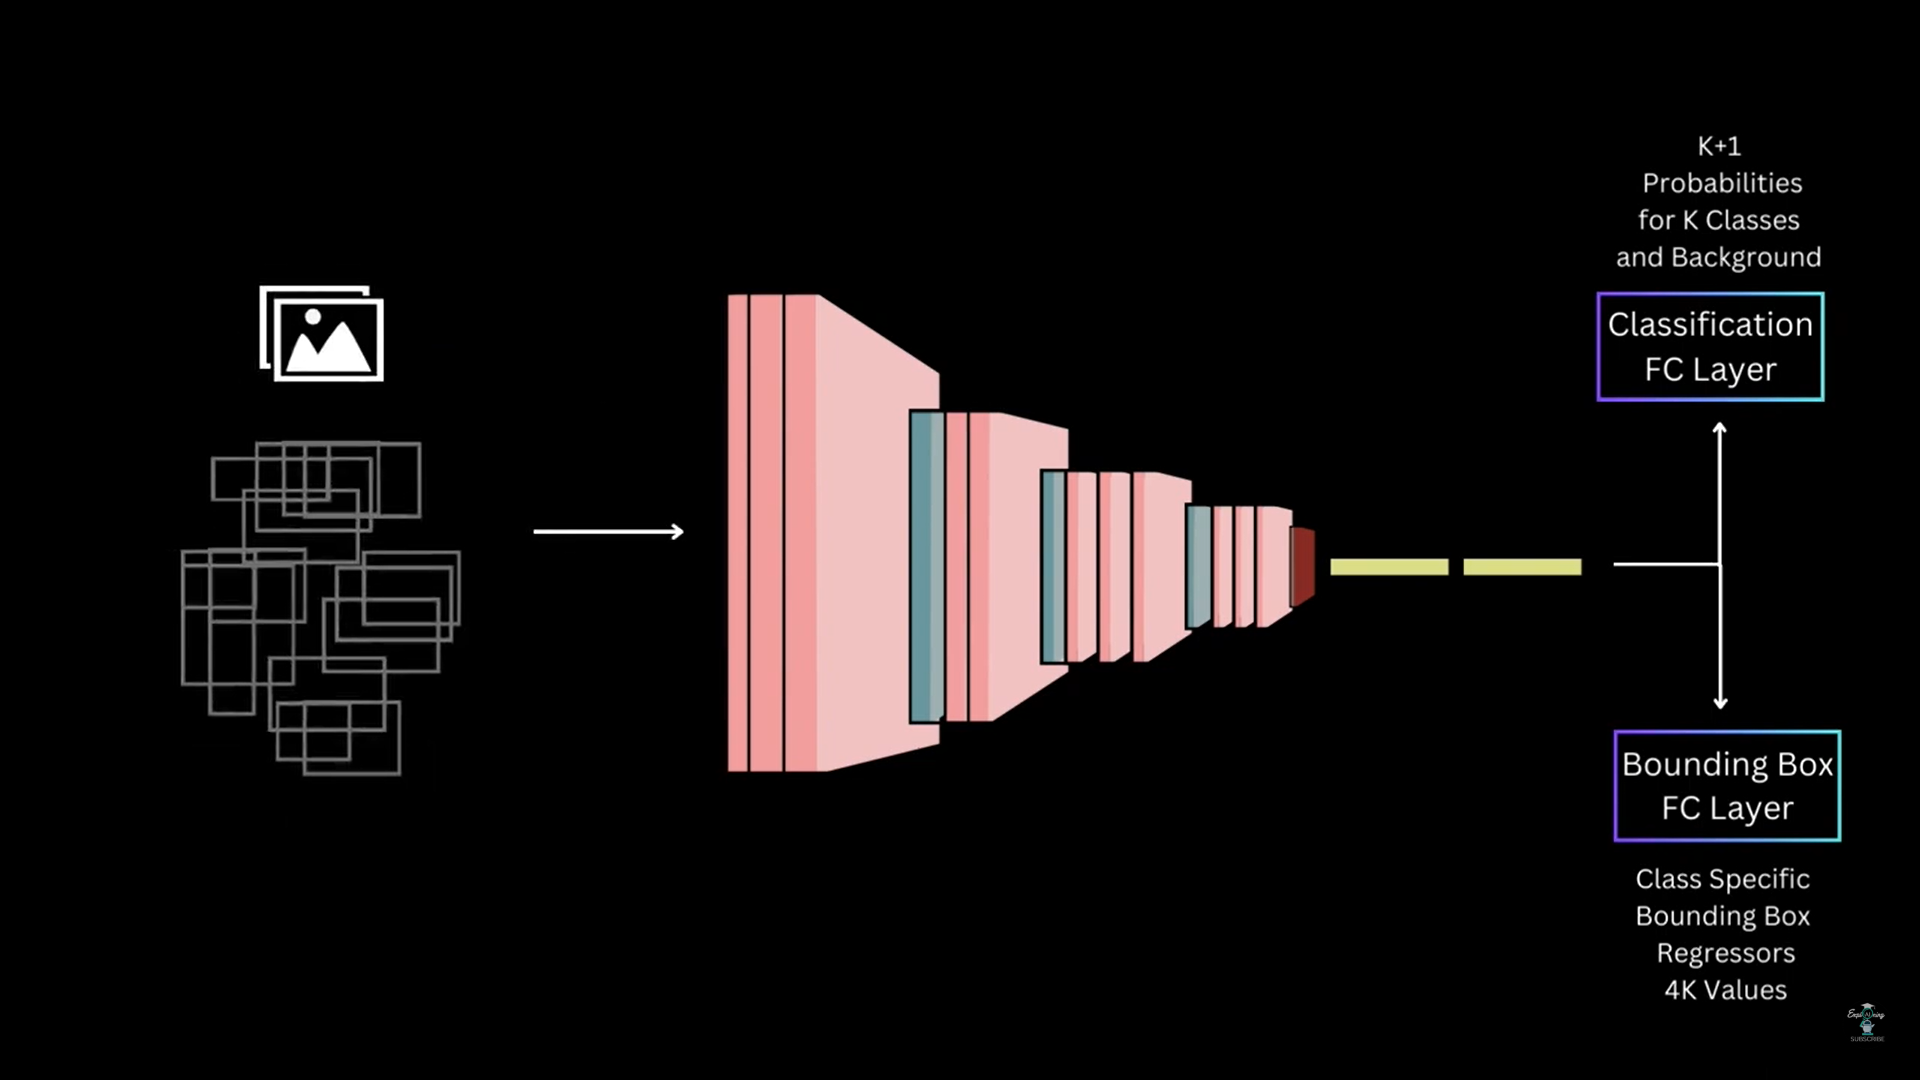 K+1
Probabilities
for K Classes
and Background
Classification
FC Layer
Bounding Box
FC Layer
Class Specific
Bounding Box
Regressors
4K Values
SUBSCRIBE